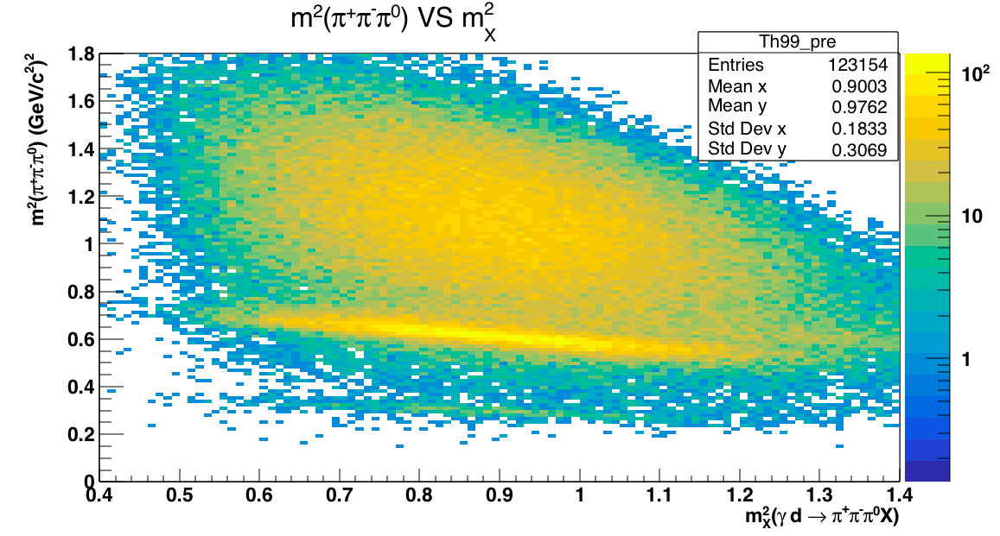 m²(π⁺π⁻π⁰) VS m²X
Th99_pre
Entries 123154
Mean x 0.9003
Mean y 0.9762
Std Dev x 0.1833
Std Dev y 0.3069
m²(π⁺π⁻π⁰) (GeV/c²)²
1.8
1.6
1.4
1.2
1
0.8
0.6
0.4
0.2
0
0.4 0.5 0.6 0.7 0.8 0.9 1 1.1 1.2 1.3 1.4
m²X(γ d → π⁺π⁻π⁰X)
10²
10
1